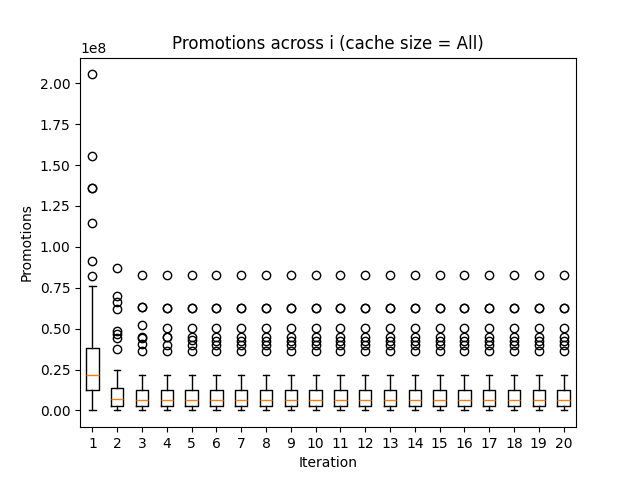 Promotions across i (cache size = All)
1e8
2.00
1.75
1.50
1.25
1.00
0.75
0.50
0.25
0.00
Promotions
1 2 3 4 5 6 7 8 9 10 11 12 13 14 15 16 17 18 19 20
Iteration